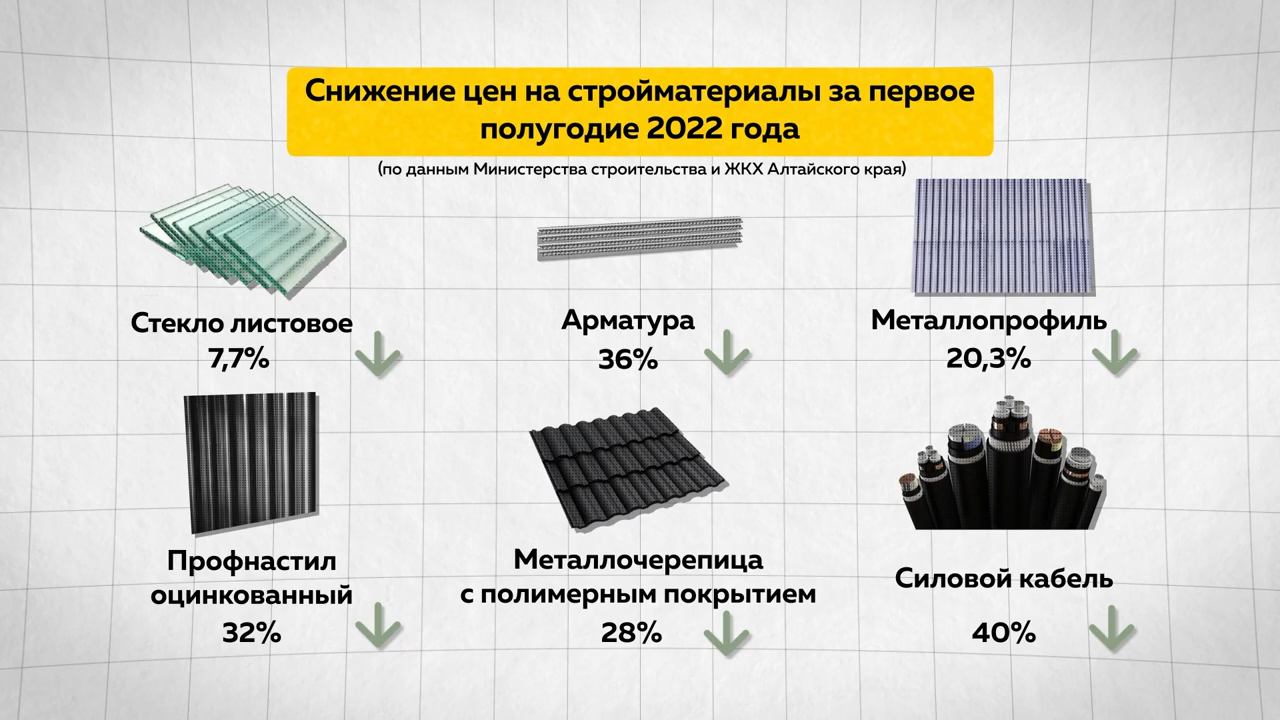 Снижение цен на стройматериалы за первое
полугодие 2022 года
(по данным Министерства строительства и ЖКХ Алтайского края)
Стекло листовое
7,7%
Арматура
36%
Металлопрофиль
20,3%
Профнастил
оцинкованный
32%
Металлочерепица
с полимерным покрытием
28%
Силовой кабель
40%